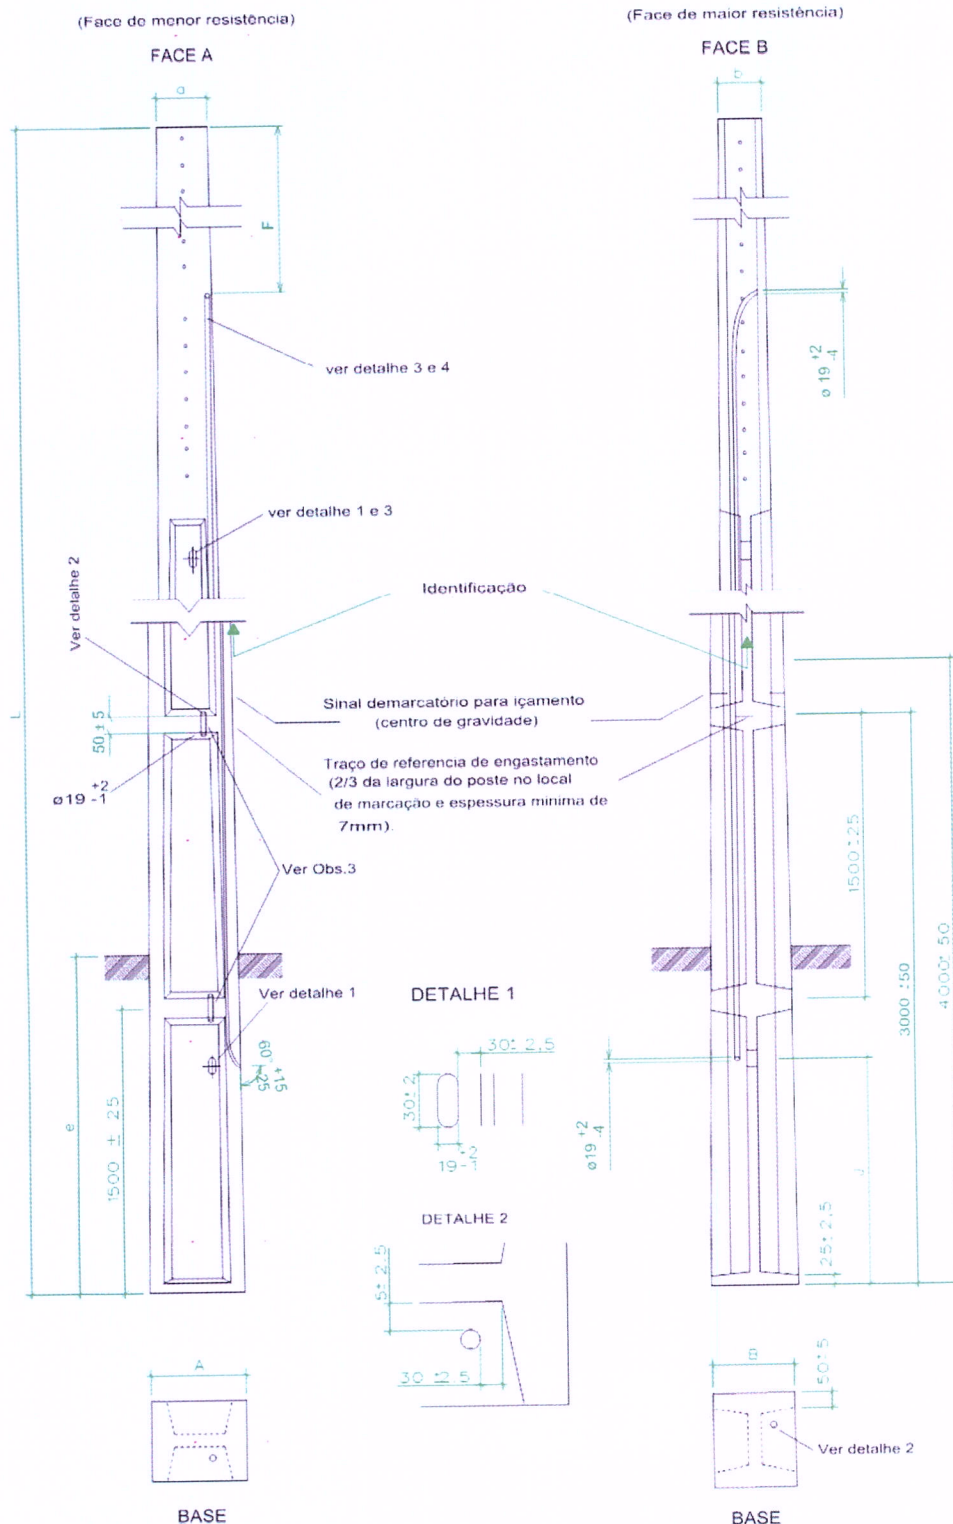 (Face de menor resistência)
FACE A
a
(Face de maior resistência)
FACE B
b
F
L
ver detalhe 3 e 4
ø 19 +2 -4
ver detalhe 1 e 3
Ver detalhe 2
Identificação
50 ± 5
ø19 +2 -1
Sinal demarcatório para içamento
(centro de gravidade)
Traço de referencia de engastamento
(2/3 da largura do poste no local
de marcação e espessura minima de
7mm).
Ver Obs.3
1500 ± 25
3000 ± 50
4000 ± 50
Ver detalhe 1
60° +15 -25
e
1500 ± 25
DETALHE 1
30± 2,5
30± 2
19 +2 -1
ø19 +2 -4
J
25± 2,5
DETALHE 2
5± 2,5
30 ±2,5
A
BASE
B
50± 5
Ver detalhe 2
BASE